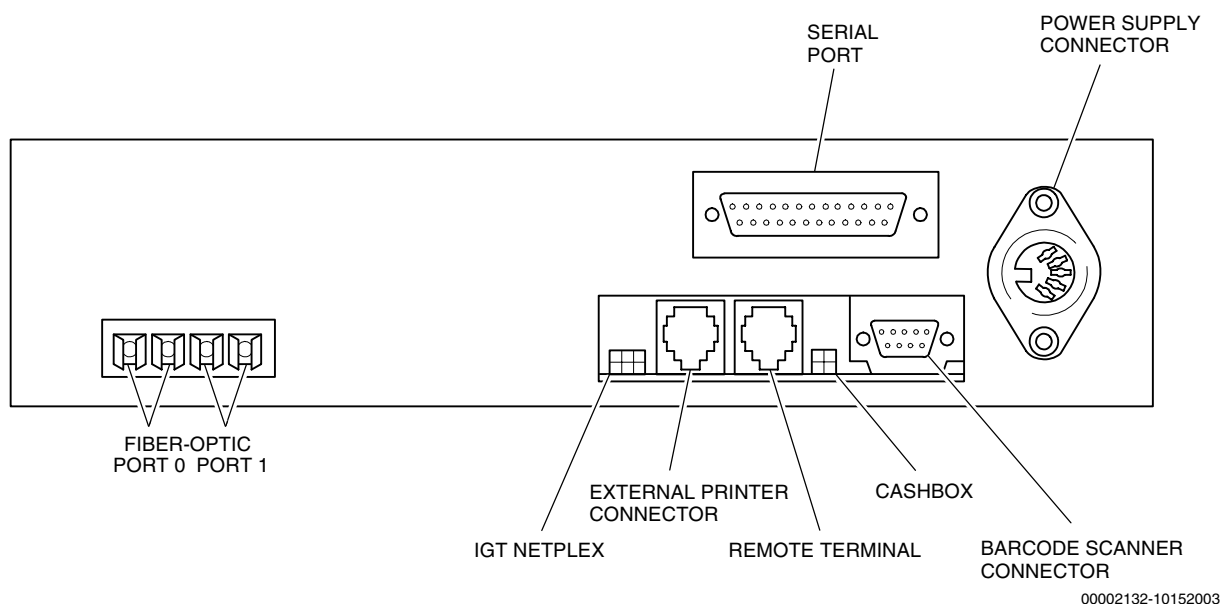 SERIAL
PORT
POWER SUPPLY
CONNECTOR
FIBER-OPTIC
PORT 0 PORT 1
EXTERNAL PRINTER
CONNECTOR
CASHBOX
IGT NETPLEX
REMOTE TERMINAL
BARCODE SCANNER
CONNECTOR
00002132-10152003